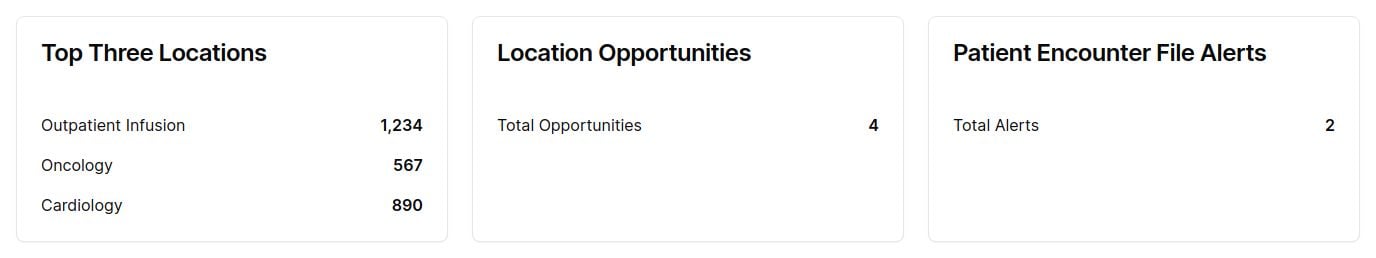 Top Three Locations
Outpatient Infusion 1,234
Oncology 567
Cardiology 890
Location Opportunities
Total Opportunities 4
Patient Encounter File Alerts
Total Alerts 2